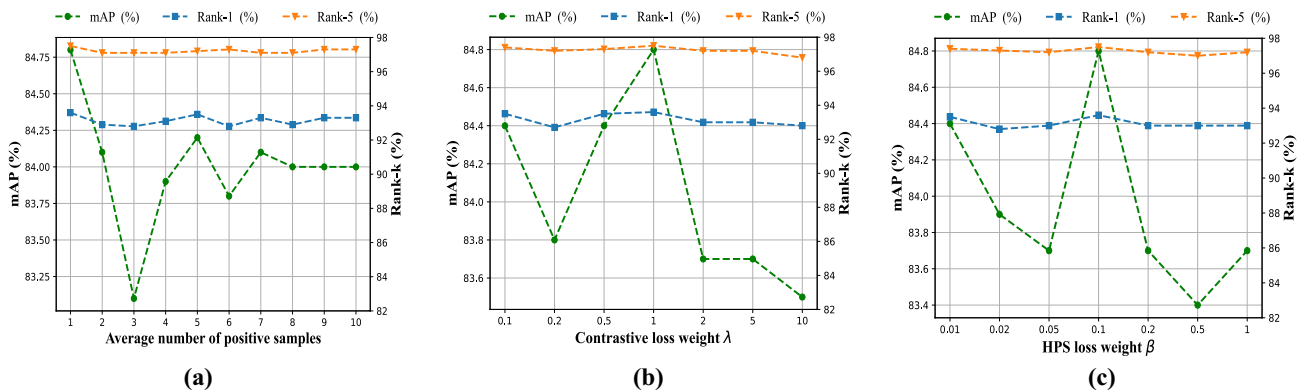 mAP (%) Rank-1 (%) Rank-5 (%)
84.75
84.50
84.25
84.00
83.75
83.50
83.25
mAP (%)
98
96
94
92
90
88
86
84
82
Rank-k (%)
1 2 3 4 5 6 7 8 9 10
Average number of positive samples
(a)
mAP (%) Rank-1 (%) Rank-5 (%)
84.8
84.6
84.4
84.2
84.0
83.8
83.6
mAP (%)
98
96
94
92
90
88
86
84
82
Rank-k (%)
0.1 0.2 0.5 1 2 5 10
Contrastive loss weight λ
(b)
mAP (%) Rank-1 (%) Rank-5 (%)
84.8
84.6
84.4
84.2
84.0
83.8
83.6
83.4
mAP (%)
98
96
94
92
90
88
86
84
82
Rank-k (%)
0.01 0.02 0.05 0.1 0.2 0.5 1
HPS loss weight β
(c)